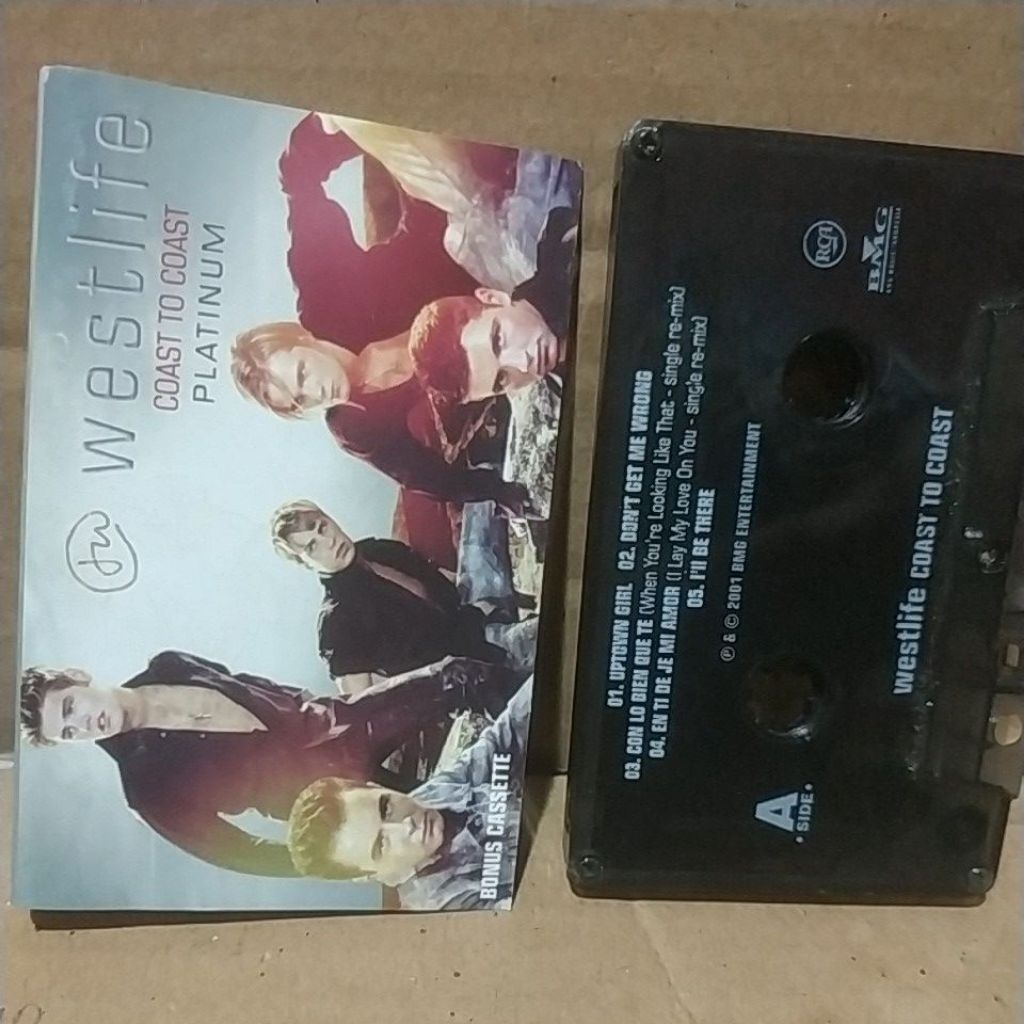 westlife
COAST TO COAST
PLATINUM
BONUS CASSETTE
RCA
BMG
01. UPTOWN GIRL 02. DON'T GET ME WRONG
03. CON LO BIEN QUE TE (When You're Looking Like That - single re-mix)
04. EN TI DE JE MI AMOR (I Lay My Love On You - single re-mix)
05. I'll BE THERE
℗ & © 2001 BMG ENTERTAINMENT
A
• SIDE •
westlife COAST TO COAST